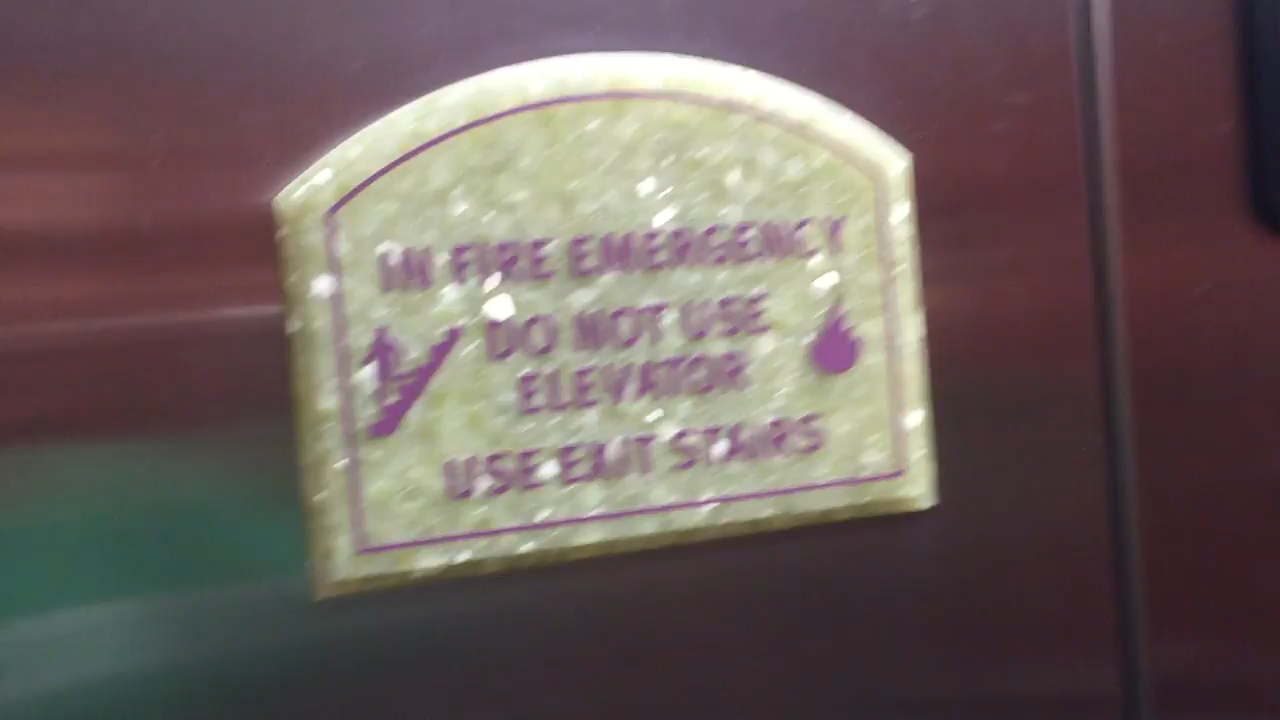 IN FIRE EMERGENCY
DO NOT USE
ELEVATOR
USE EXIT STAIRS